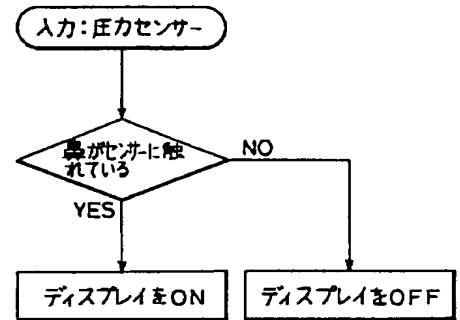 入力：圧力センサー
鼻がセンサーに触
れている
NO
YES
ディスプレイをON
ディスプレイをOFF